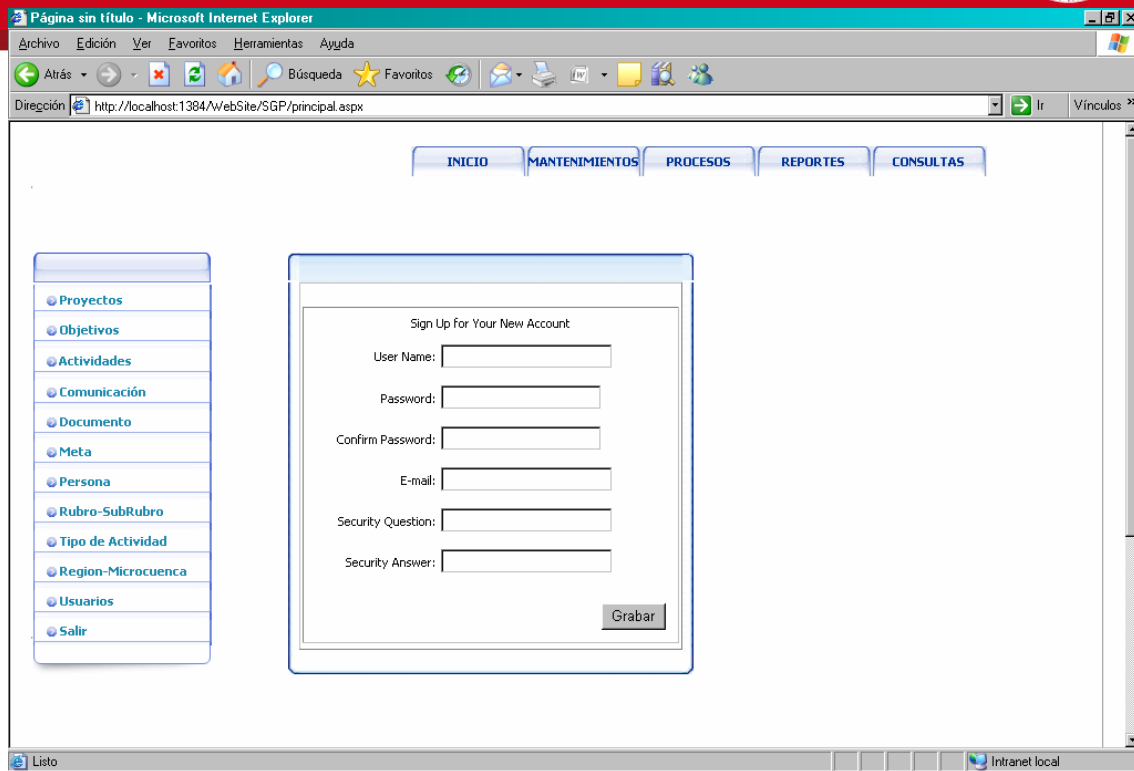 Página sin título - Microsoft Internet Explorer
Archivo Edición Ver Favoritos Herramientas Ayuda
Atrás Búsqueda Favoritos
Dirección http://localhost:1384/WebSite/SGP/principal.aspx Ir Vínculos »
INICIO MANTENIMIENTOS PROCESOS REPORTES CONSULTAS
Proyectos
Objetivos
Actividades
Comunicación
Documento
Meta
Persona
Rubro-SubRubro
Tipo de Actividad
Region-Microcuenca
Usuarios
Salir
Sign Up for Your New Account
User Name:
Password:
Confirm Password:
E-mail:
Security Question:
Security Answer:
Grabar
Listo Intranet local